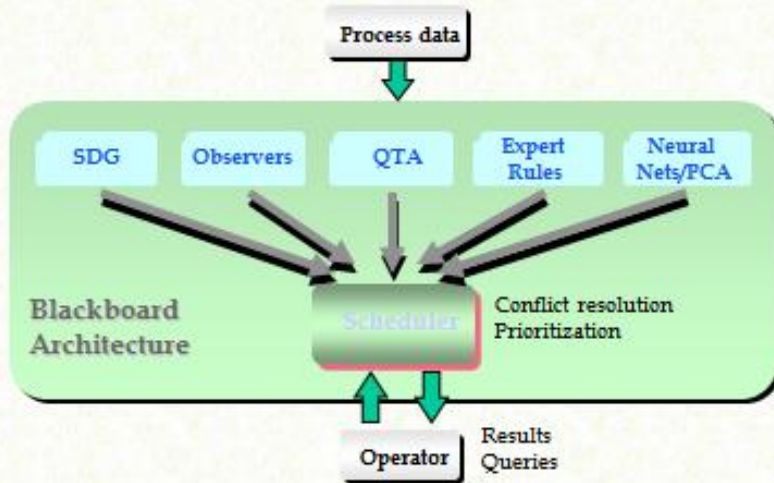 Process data
SDG
Observers
QTA
Expert
Rules
Neural
Nets/PCA
Blackboard
Architecture
Scheduler
Conflict resolution
Prioritization
Operator
Results
Queries